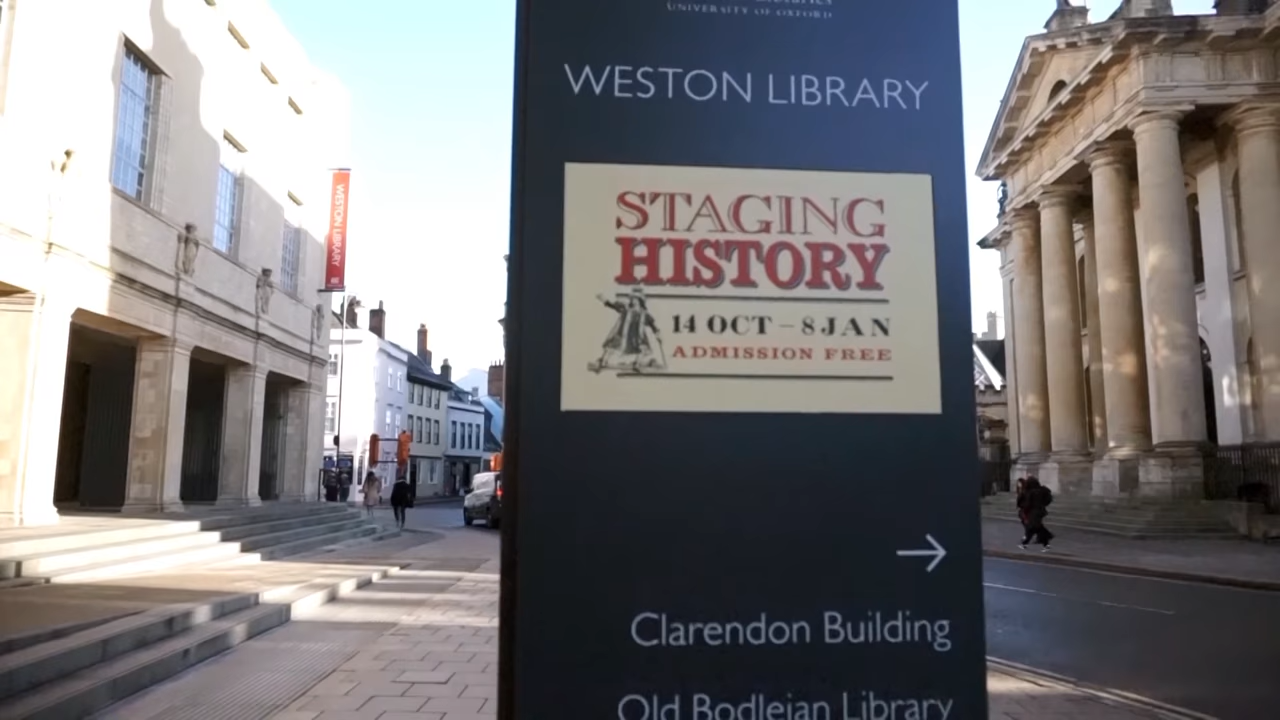 UNIVERSITY OF OXFORD
WESTON LIBRARY
STAGING
HISTORY
14 OCT – 8 JAN
ADMISSION FREE
→
Clarendon Building
Old Bodleian Library
WESTON LIBRARY